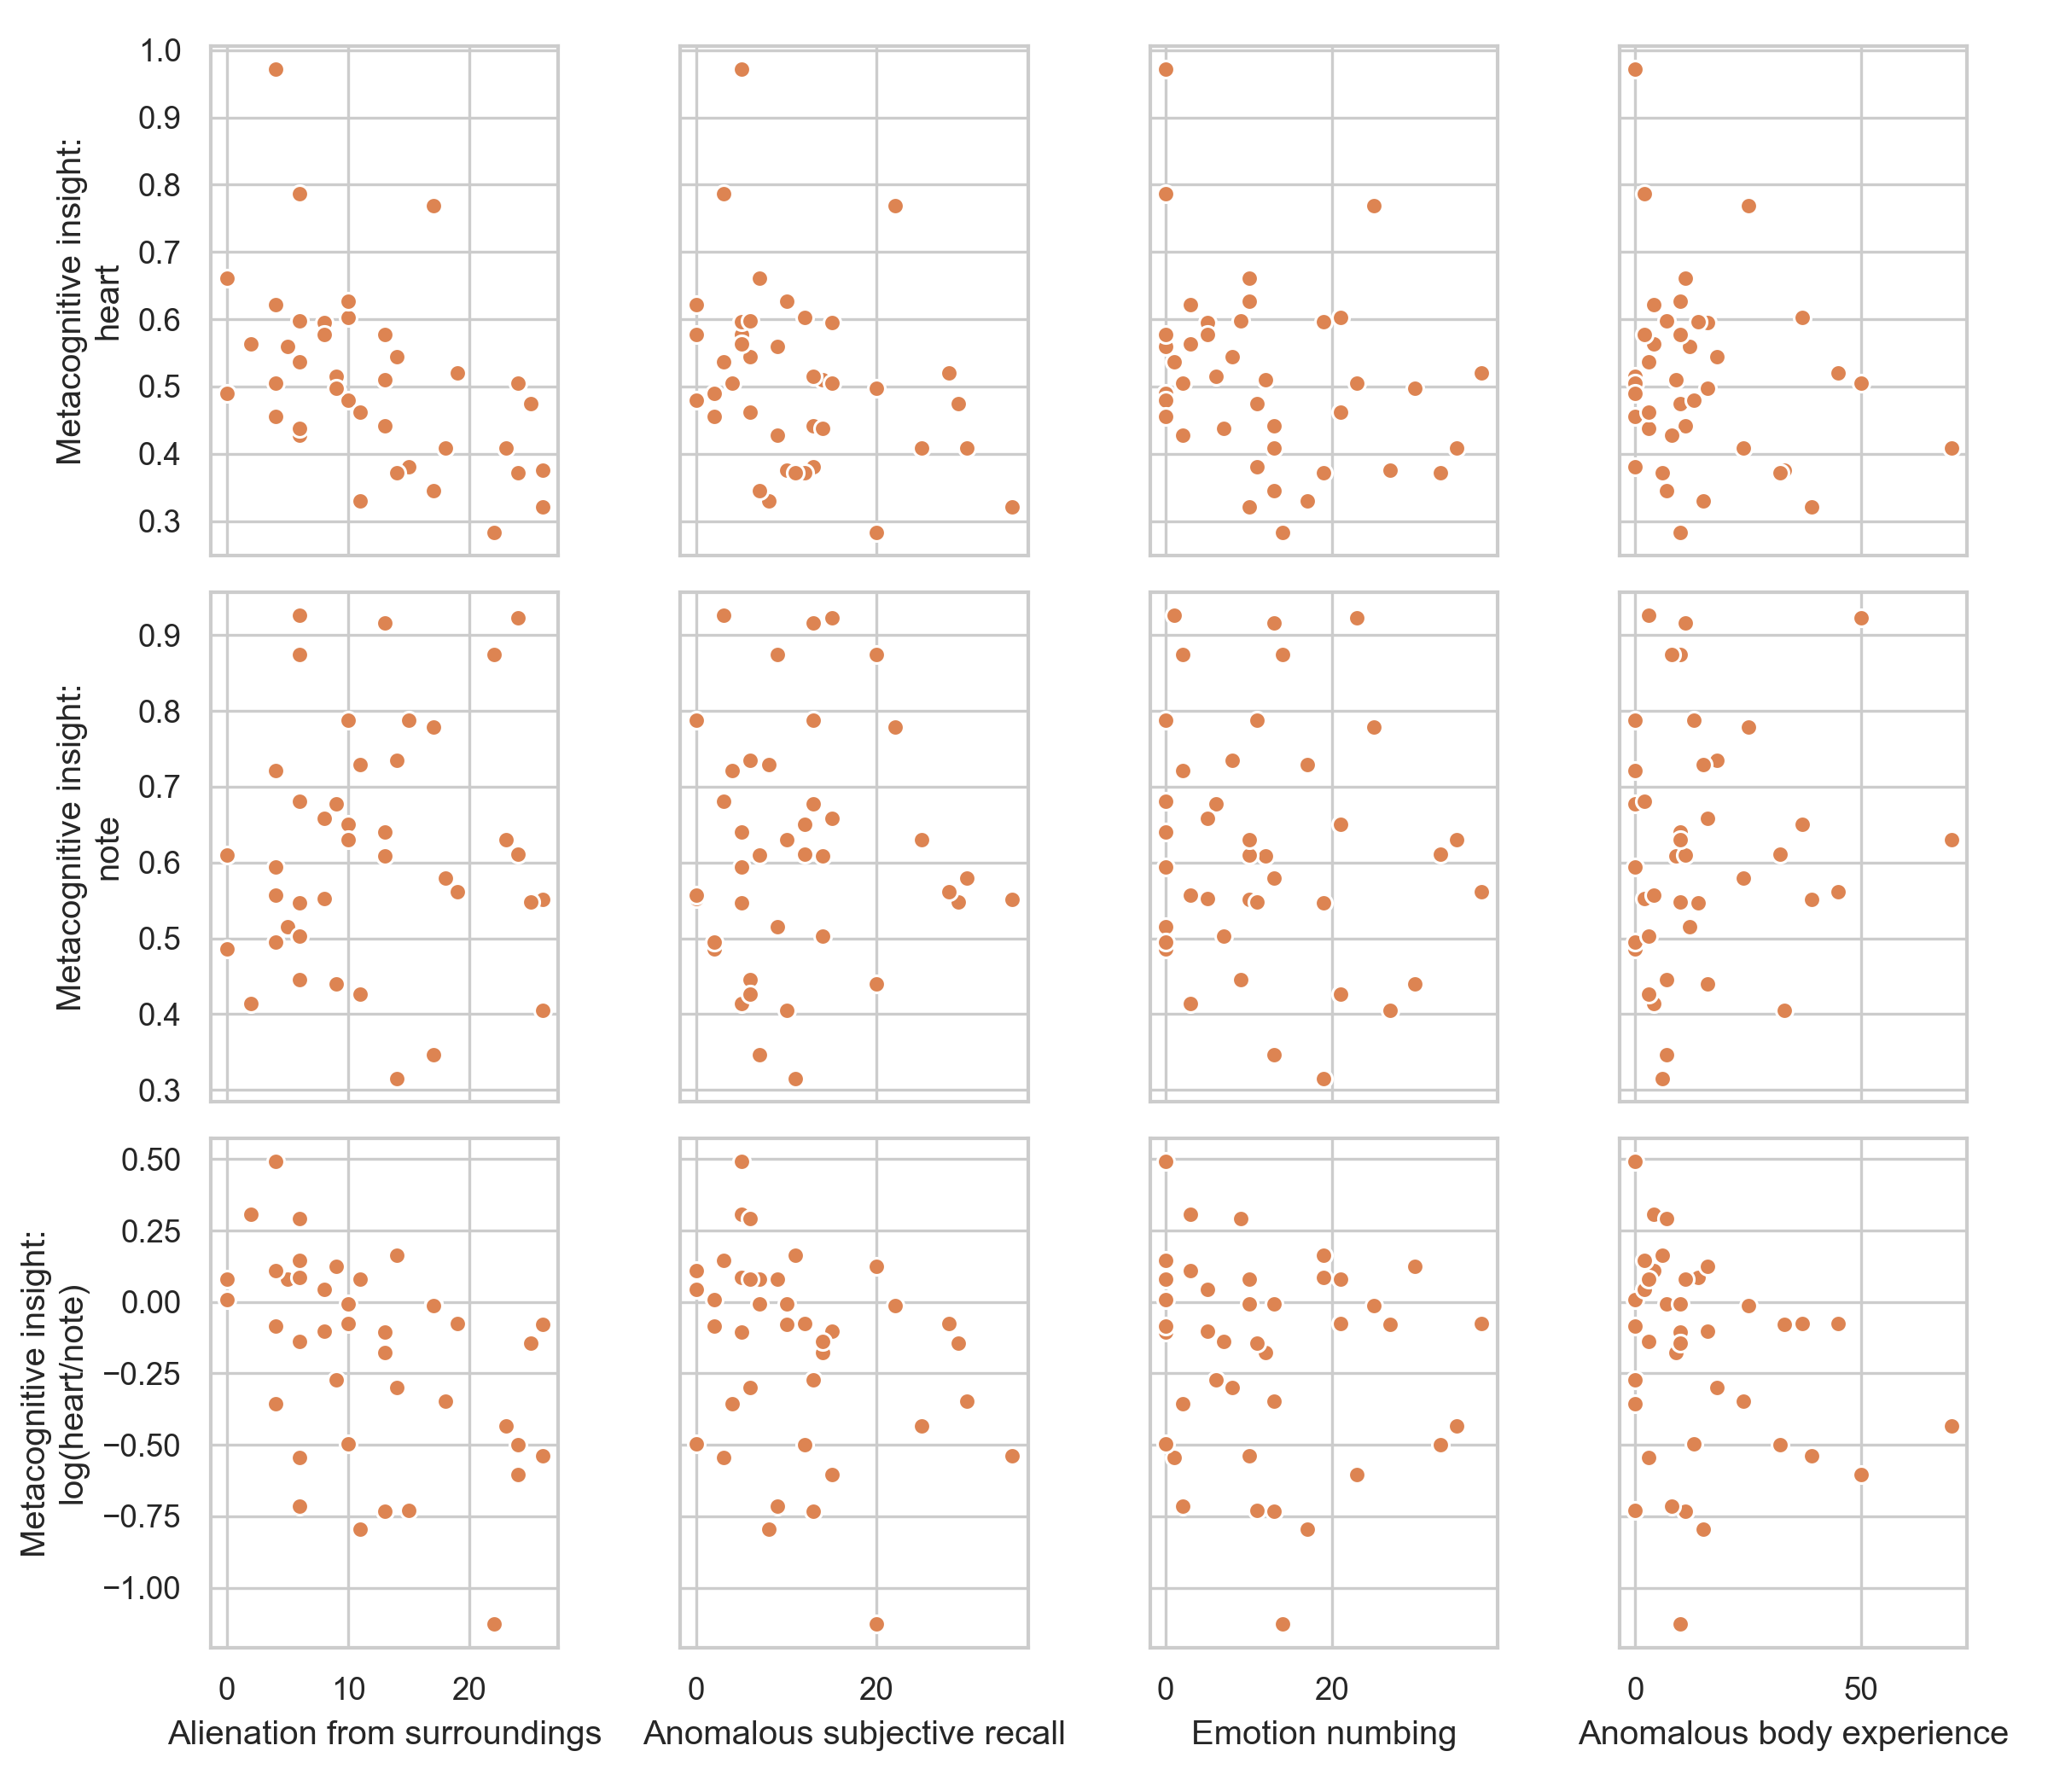 1.0
0.9
0.8
0.7
0.6
0.5
0.4
0.3
Metacognitive insight:
heart
0.9
0.8
0.7
0.6
0.5
0.4
0.3
Metacognitive insight:
note
0.50
0.25
0.00
−0.25
−0.50
−0.75
−1.00
Metacognitive insight:
log(heart/note)
0 10 20
0 20
0 20
0 50
Alienation from surroundings
Anomalous subjective recall
Emotion numbing
Anomalous body experience